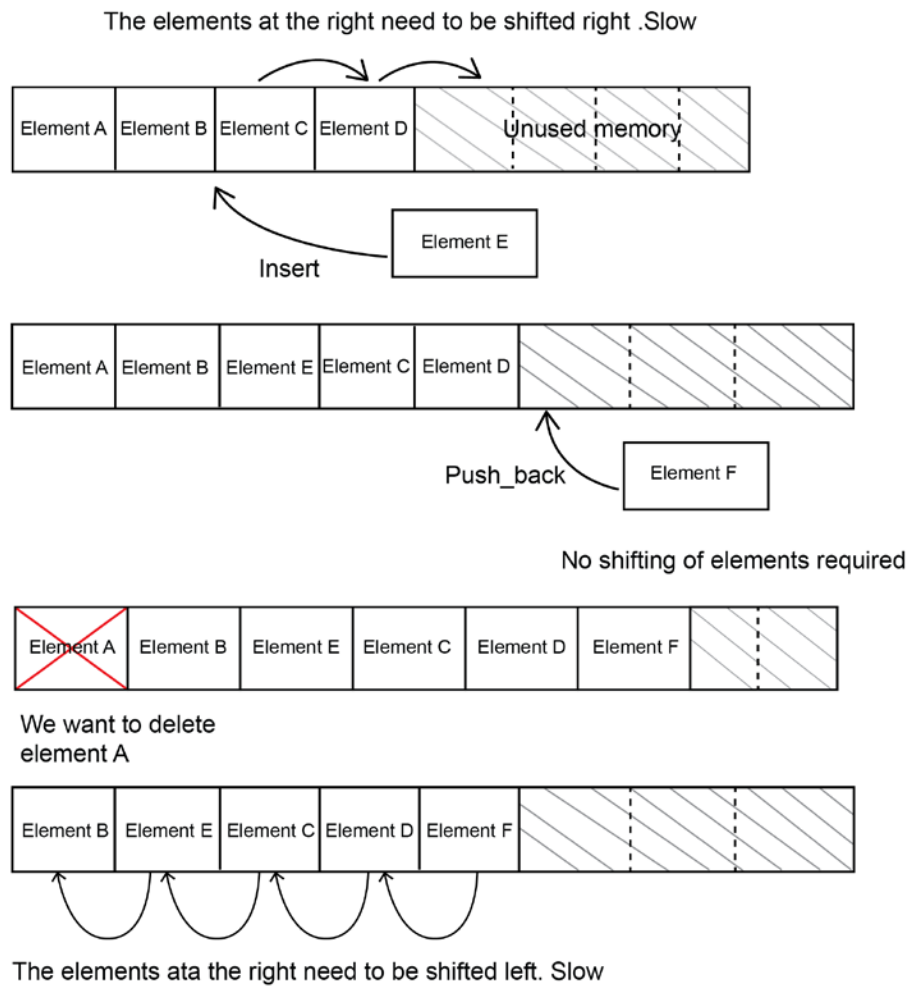 The elements at the right need to be shifted right .Slow
Element A Element B Element C Element D Unused memory
Element E
Insert
Element A Element B Element E Element C Element D
Element F
Push_back
No shifting of elements required
Element A Element B Element E Element C Element D Element F
We want to delete
element A
Element B Element E Element C Element D Element F
The elements ata the right need to be shifted left. Slow